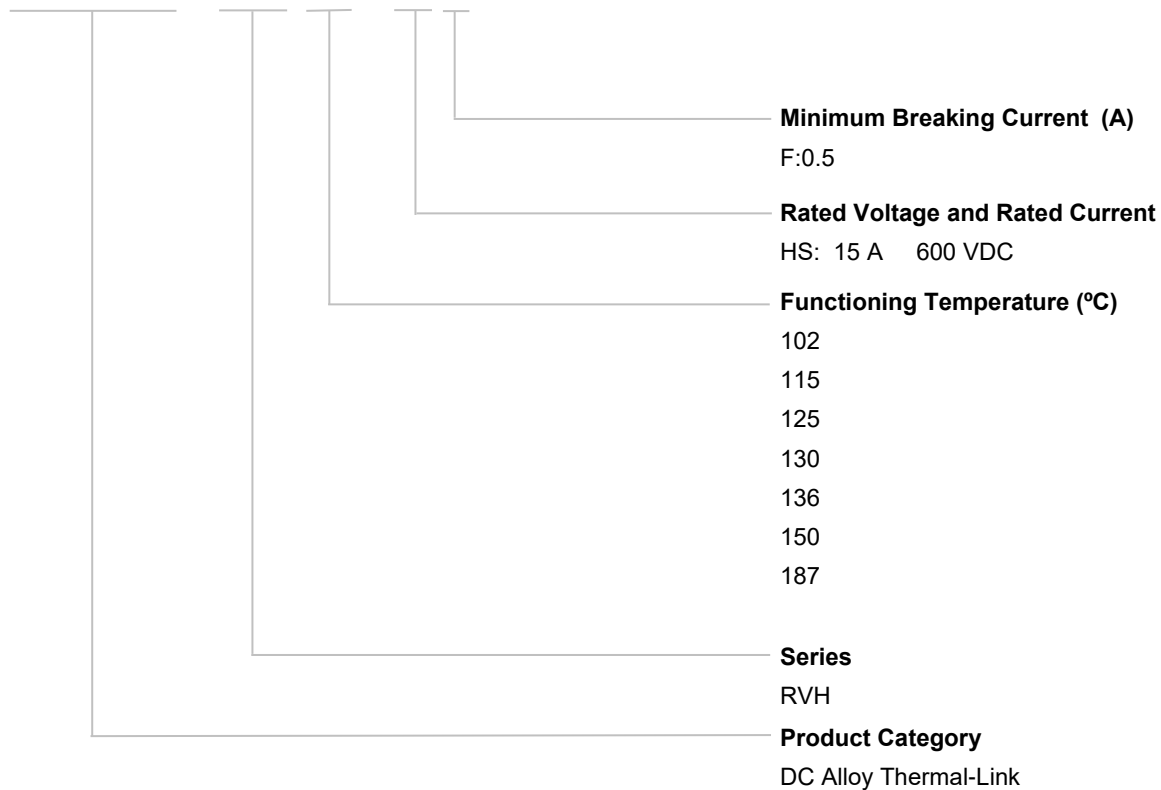 Minimum Breaking Current (A)
F:0.5
Rated Voltage and Rated Current
HS: 15 A 600 VDC
Functioning Temperature (ºC)
102
115
125
130
136
150
187
Series
RVH
Product Category
DC Alloy Thermal-Link